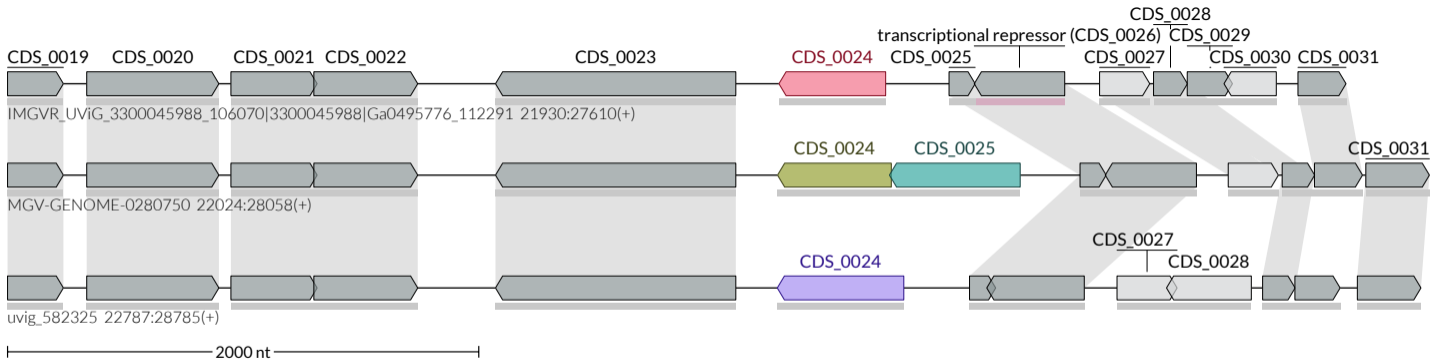 CDS_0028
transcriptional repressor (CDS_0026) CDS_0029
CDS_0019 CDS_0020 CDS_0021 CDS_0022 CDS_0023 CDS_0024 CDS_0025 CDS_0027 CDS_0030 CDS_0031
IMGVR_UViG_3300045988_106070|3300045988|Ga0495776_112291 21930:27610(+)
CDS_0024 CDS_0025 CDS_0031
MGV-GENOME-0280750 22024:28058(+)
CDS_0027
CDS_0024 CDS_0028
uvig_582325 22787:28785(+)
2000 nt